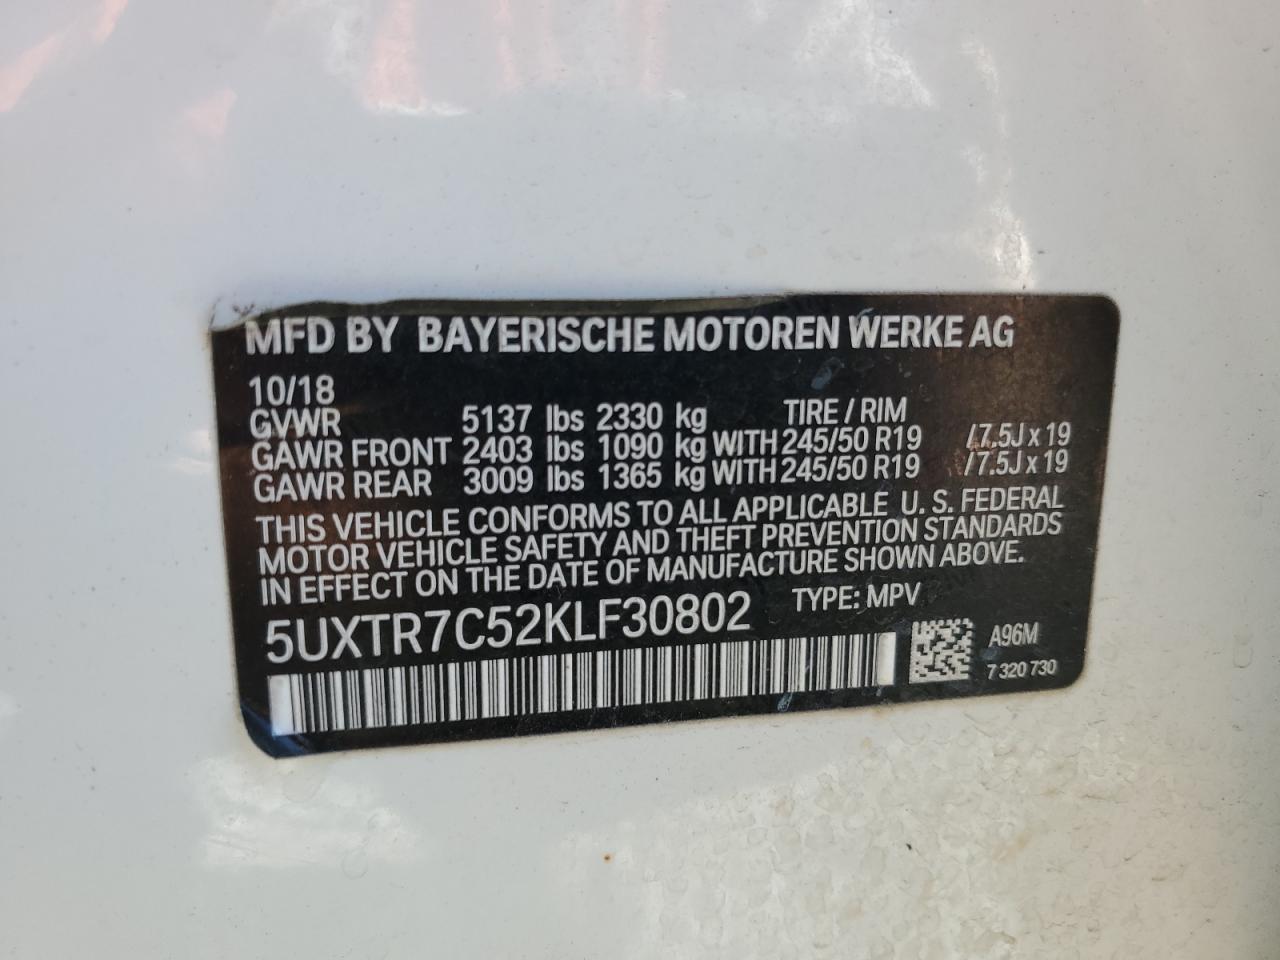 MFD BY BAYERISCHE MOTOREN WERKE AG
10/18
GVWR 5137 lbs 2330 kg TIRE / RIM
GAWR FRONT 2403 lbs 1090 kg WITH 245/50 R19 /7.5J x 19
GAWR REAR 3009 lbs 1365 kg WITH 245/50 R19 /7.5J x 19
THIS VEHICLE CONFORMS TO ALL APPLICABLE U. S. FEDERAL
MOTOR VEHICLE SAFETY AND THEFT PREVENTION STANDARDS
IN EFFECT ON THE DATE OF MANUFACTURE SHOWN ABOVE.
5UXTR7C52KLF30802 TYPE: MPV
A96M
7 320 730